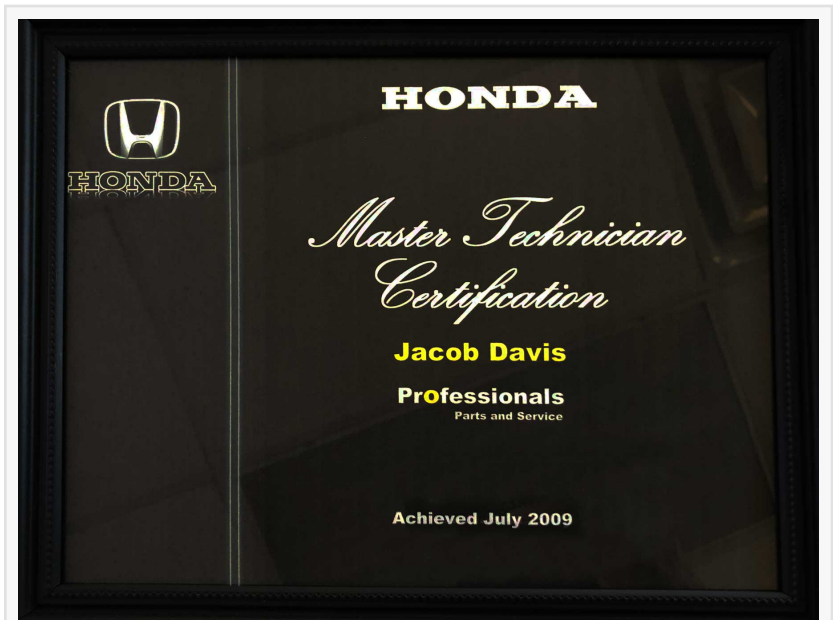 HONDA
HONDA
Master Technician
Certification
Jacob Davis
Professionals
Parts and Service
Achieved July 2009